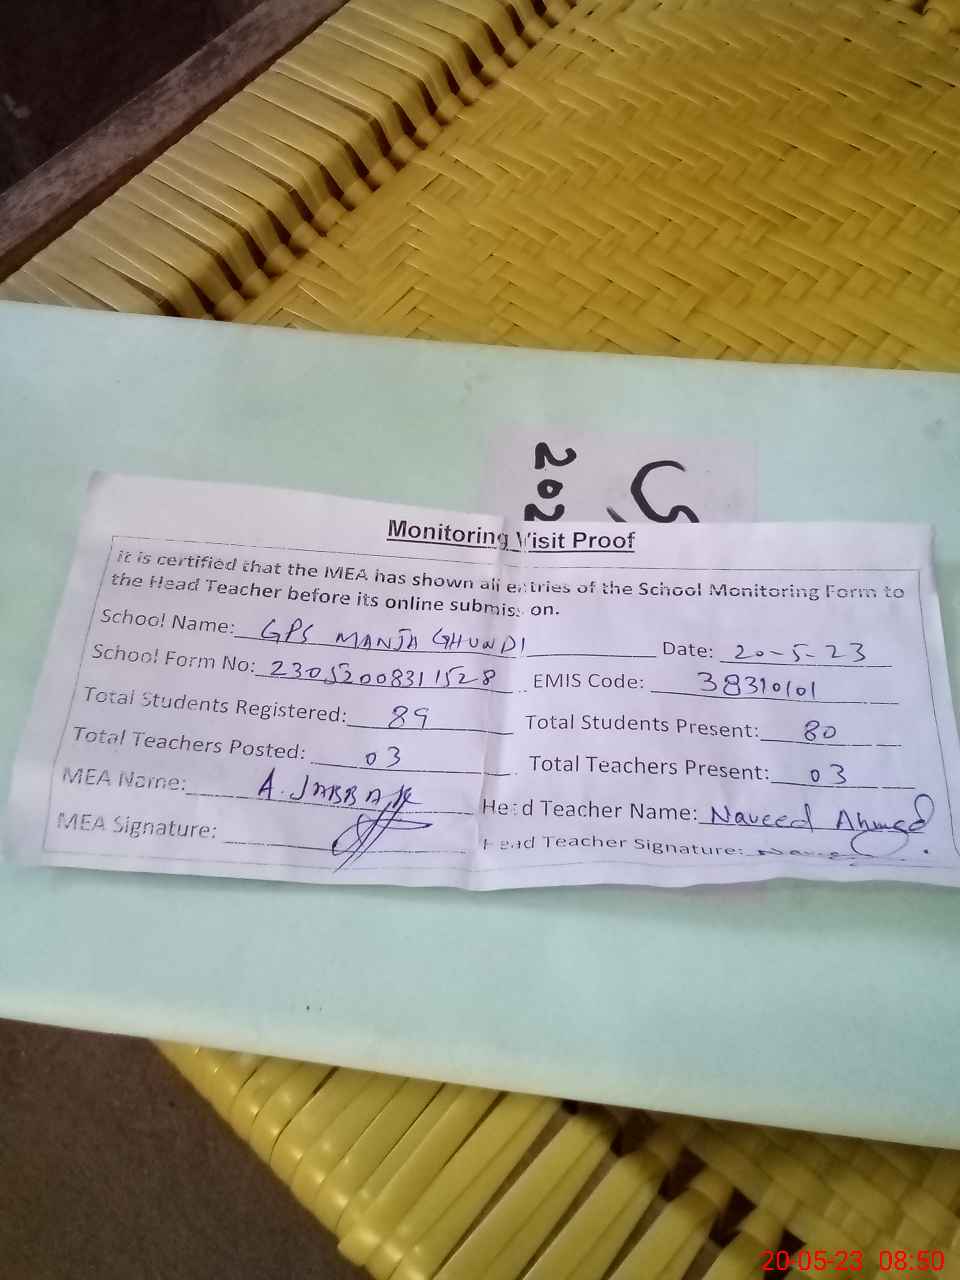 202
Monitoring Visit Proof
It is certified that the MEA has shown all entries of the School Monitoring Form to
the Head Teacher before its online submission.
School Name: GPS MANJA GHUNDI Date: 20-5-23
School Form No: 23052008311528 EMIS Code: 38310101
Total Students Registered: 89 Total Students Present: 80
Total Teachers Posted: 03 Total Teachers Present: 03
MEA Name: A. JABBAR Head Teacher Name: Naveed Ahmad
MEA Signature: Head Teacher Signature:
20-05-23 08:50